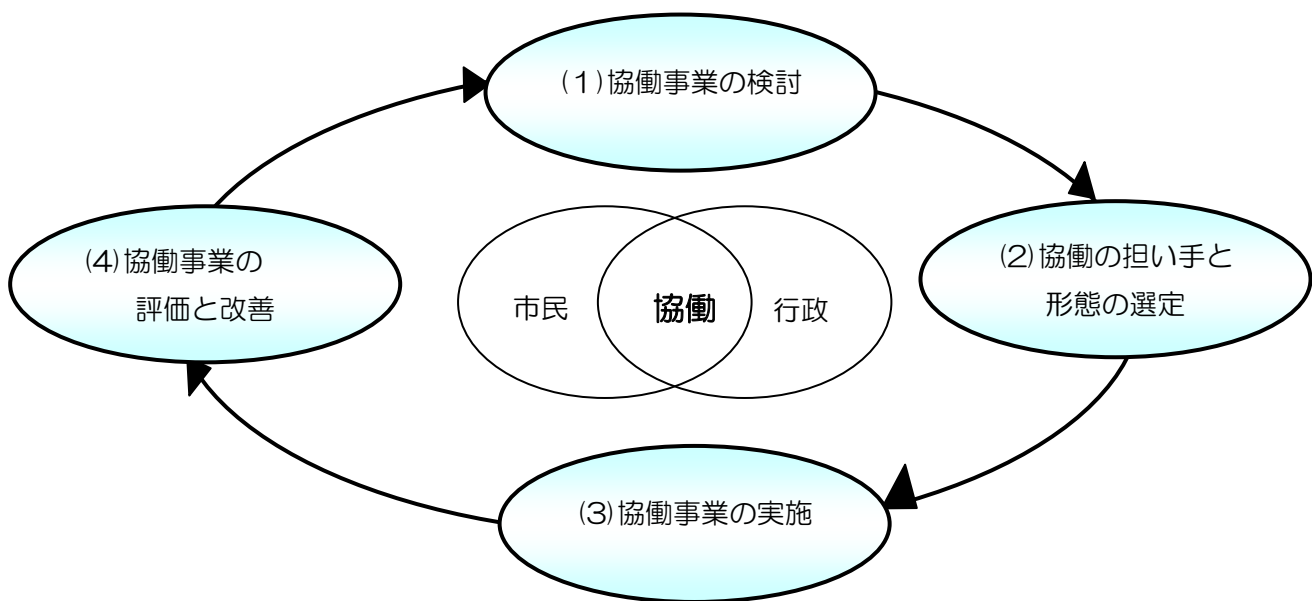 (1)協働事業の検討
(2)協働の担い手と
形態の選定
(3)協働事業の実施
(4)協働事業の
評価と改善
市民
協働
行政